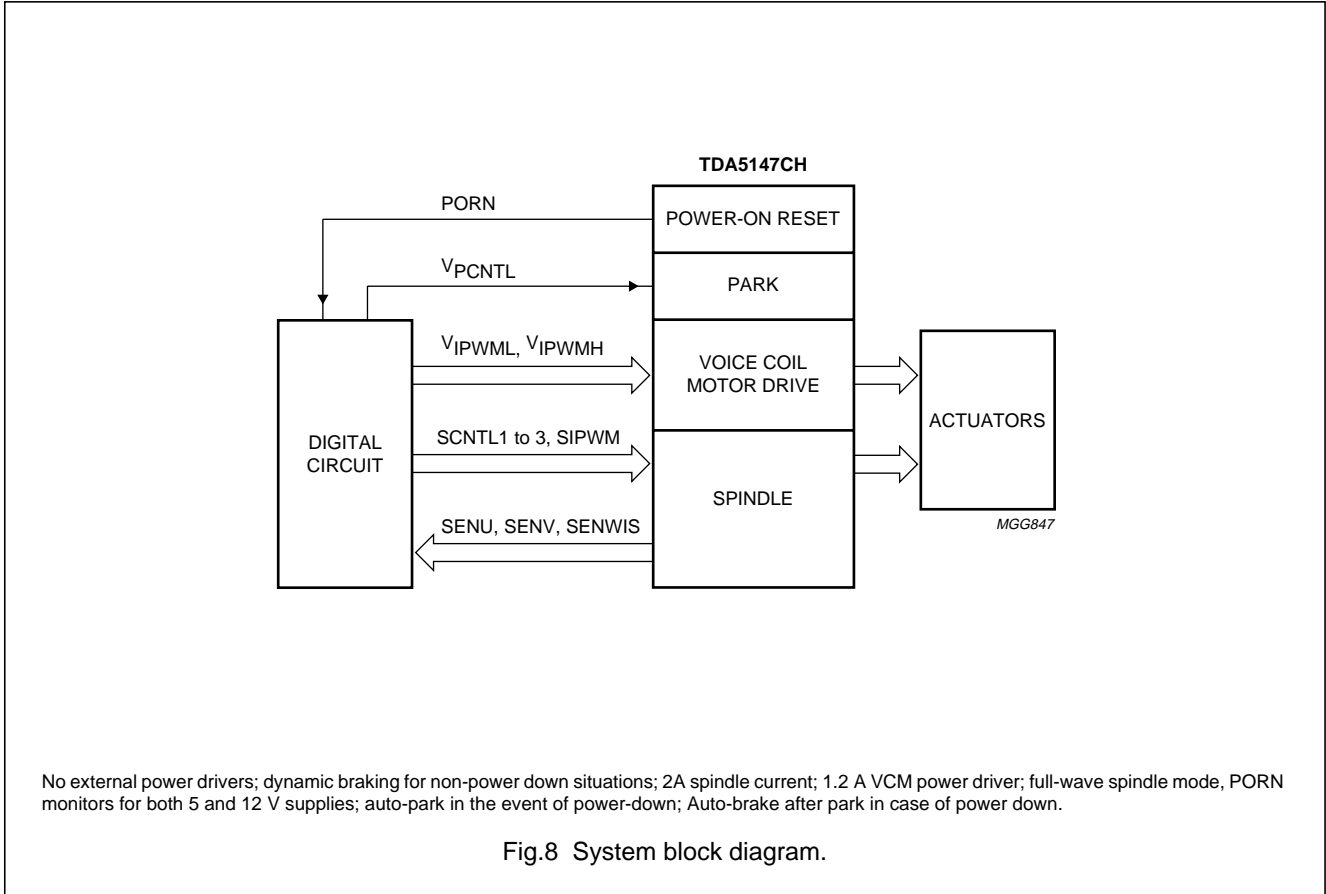 TDA5147CH
PORN
POWER-ON RESET
VPCNTL
PARK
VIPWML, VIPWMH
VOICE COIL
MOTOR DRIVE
ACTUATORS
DIGITAL
CIRCUIT
SCNTL1 to 3, SIPWM
SPINDLE
SENU, SENV, SENWIS
MGG847
No external power drivers; dynamic braking for non-power down situations; 2A spindle current; 1.2 A VCM power driver; full-wave spindle mode, PORN
monitors for both 5 and 12 V supplies; auto-park in the event of power-down; Auto-brake after park in case of power down.
Fig.8 System block diagram.